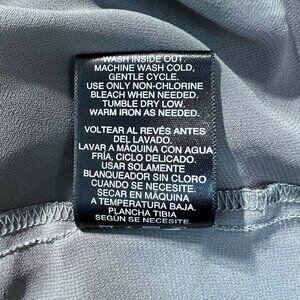 WASH INSIDE OUT.
MACHINE WASH COLD,
GENTLE CYCLE.
USE ONLY NON-CHLORINE
BLEACH WHEN NEEDED.
TUMBLE DRY LOW.
WARM IRON AS NEEDED.
VOLTEAR AL REVÉS ANTES
DEL LAVADO.
LAVAR A MÁQUINA CON AGUA
FRÍA, CICLO DELICADO.
USAR SOLAMENTE
BLANQUEADOR SIN CLORO
CUANDO SE NECESITE.
SECAR EN MÁQUINA
A TEMPERATURA BAJA.
PLANCHA TIBIA
SEGÚN SE NECESITE.